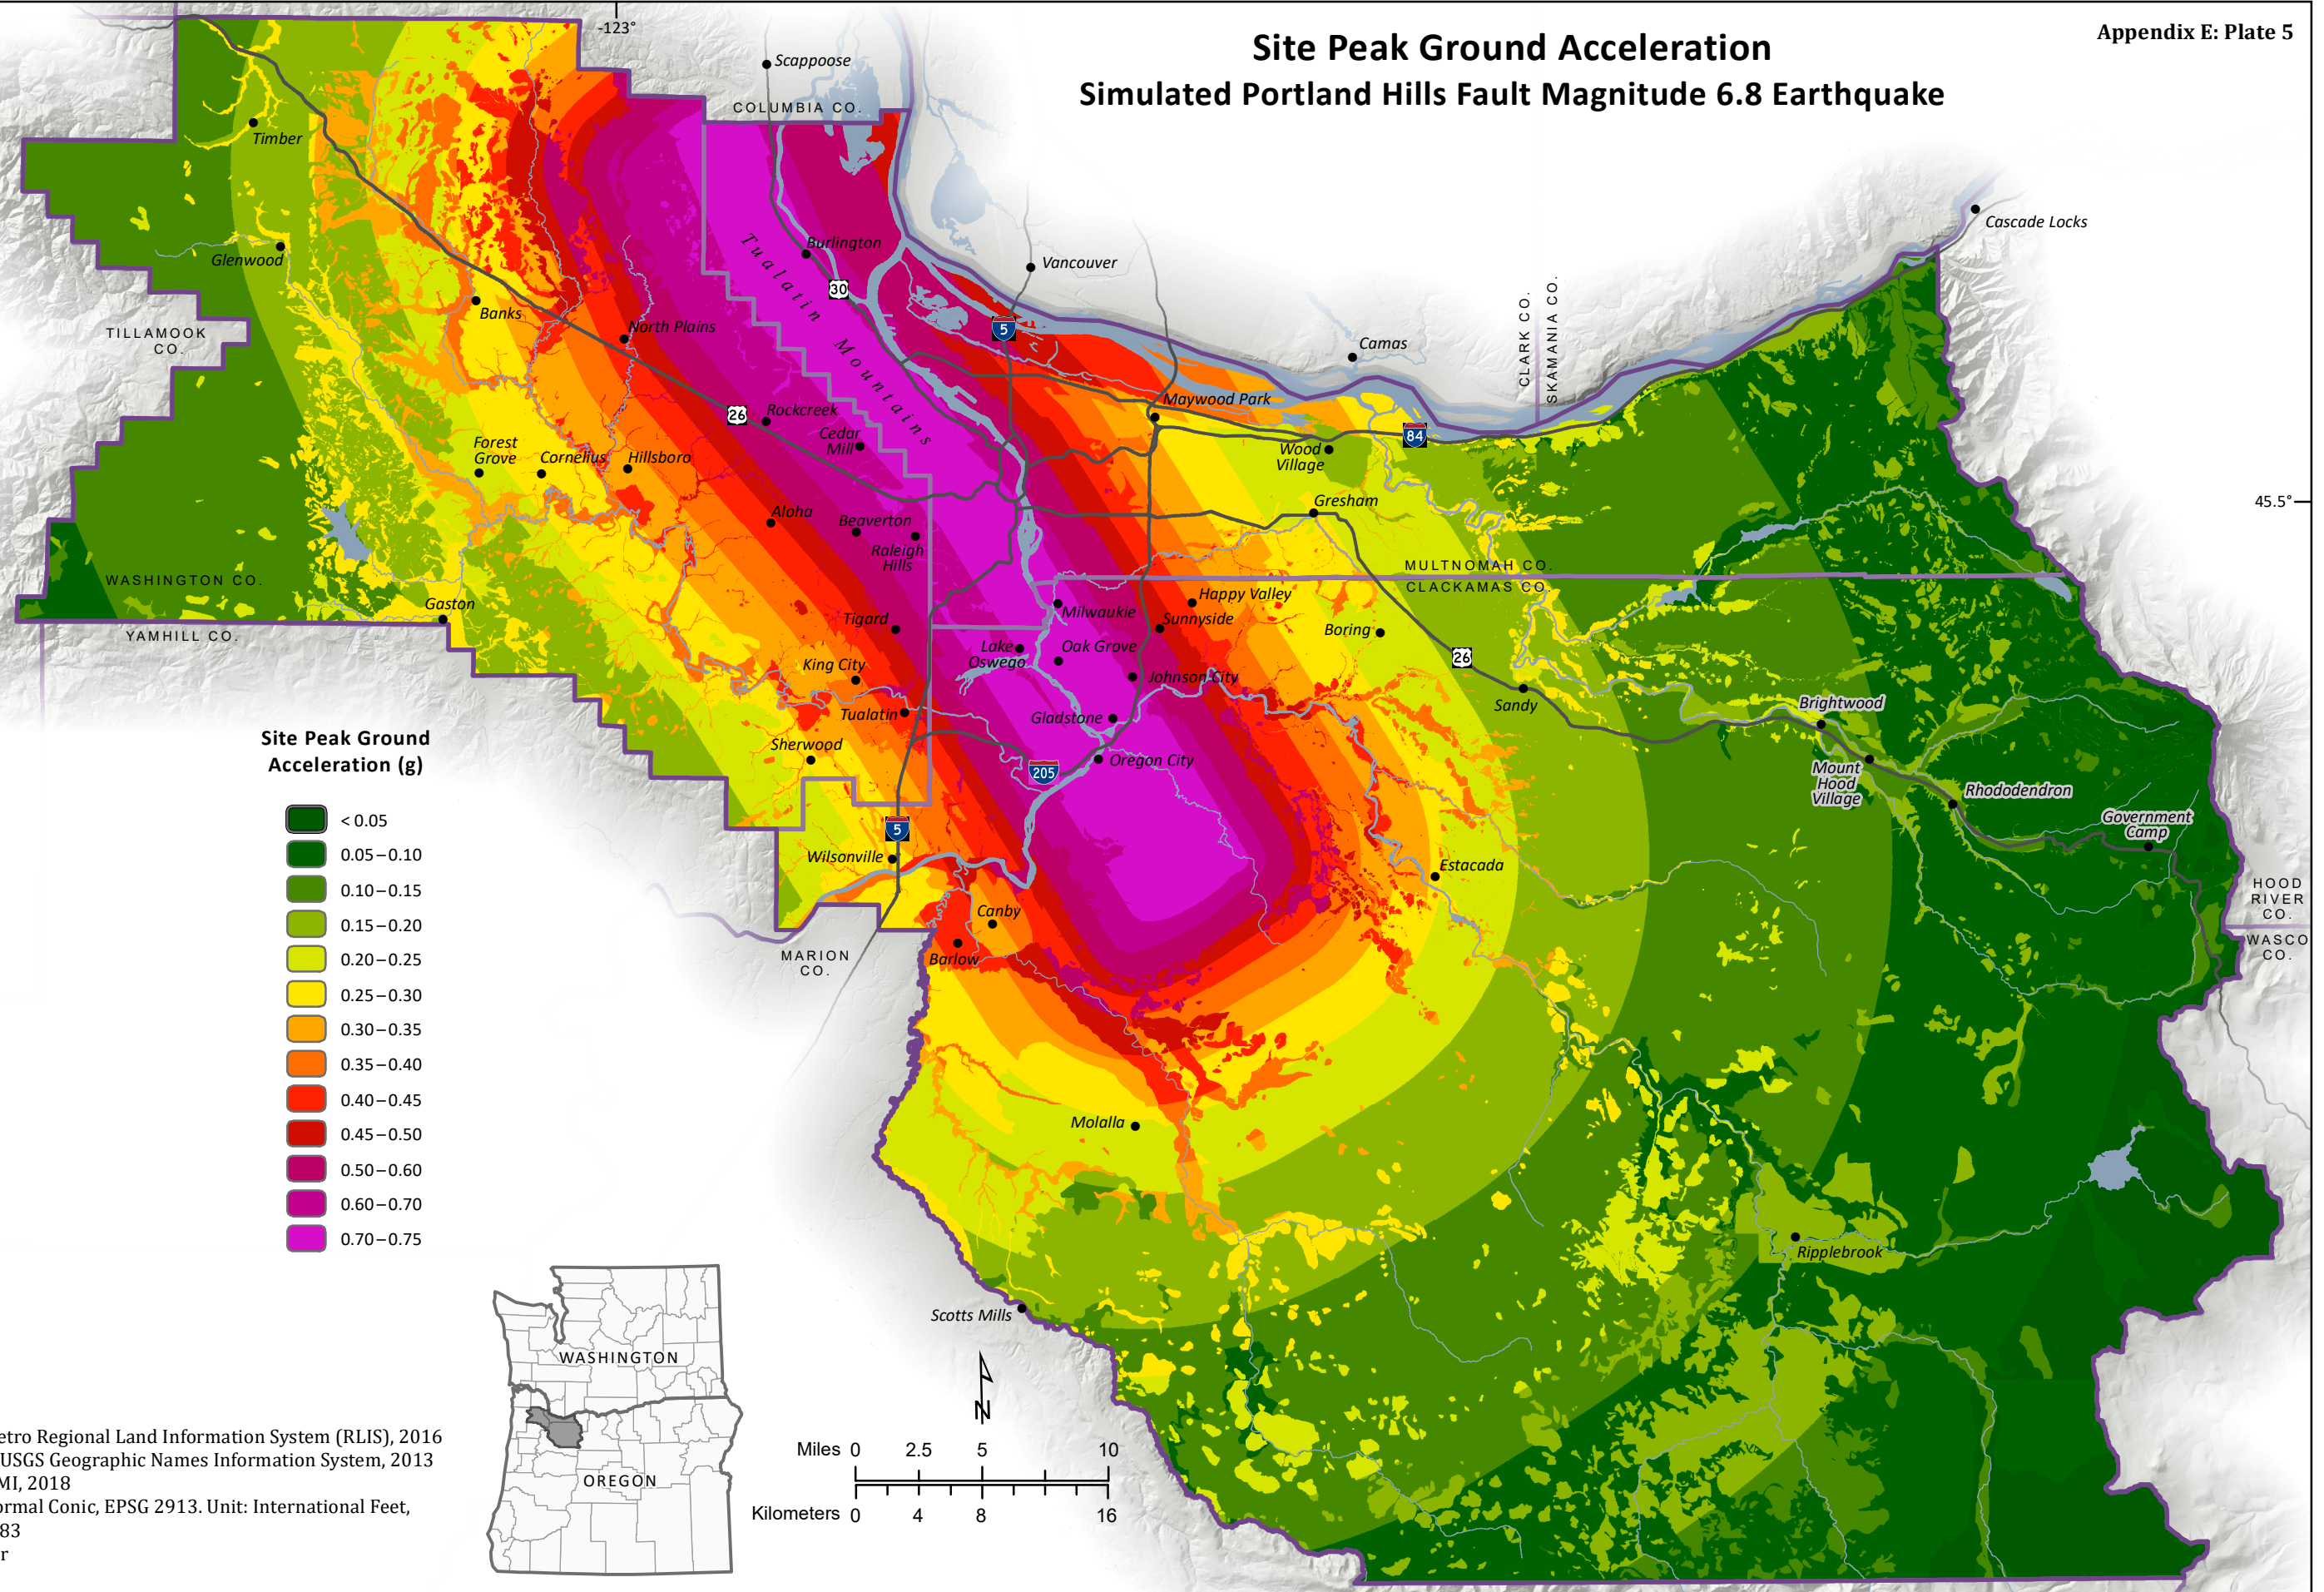 Appendix E: Plate 5
Site Peak Ground Acceleration
Simulated Portland Hills Fault Magnitude 6.8 Earthquake
-123°
Scappoose
COLUMBIA CO.
Timber
Cascade Locks
Glenwood
Burlington
Vancouver
30
Tualatin
Mountains
Banks
TILLAMOOK
CO.
North Plains
5
Camas
CLARK CO.
SKAMANIA CO.
26
Rockcreek
Cedar
Mill
Maywood Park
84
Wood
Village
Forest
Grove
Cornelius
Hillsboro
Gresham
45.5°
Aloha
Beaverton
Raleigh
Hills
MULTNOMAH CO.
CLACKAMAS CO.
WASHINGTON CO.
Gaston
YAMHILL CO.
Tigard
Milwaukie
Happy Valley
Sunnyside
Boring
Lake
Oswego
Oak Grove
26
King City
Johnson City
Tualatin
Gladstone
Sandy
Brightwood
Sherwood
Oregon City
205
Mount
Hood
Village
Rhododendron
Government
Camp
5
Wilsonville
Estacada
HOOD
RIVER
CO.
WASCO
CO.
Canby
Barlow
MARION
CO.
Molalla
Ripplebrook
Scotts Mills
Site Peak Ground
Acceleration (g)
< 0.05
0.05–0.10
0.10–0.15
0.15–0.20
0.20–0.25
0.25–0.30
0.30–0.35
0.35–0.40
0.40–0.45
0.45–0.50
0.50–0.60
0.60–0.70
0.70–0.75
WASHINGTON
OREGON
N
Miles 0 2.5 5 10
Kilometers 0 4 8 16
etro Regional Land Information System (RLIS), 2016
USGS Geographic Names Information System, 2013
MI, 2018
ormal Conic, EPSG 2913. Unit: International Feet,
83
r